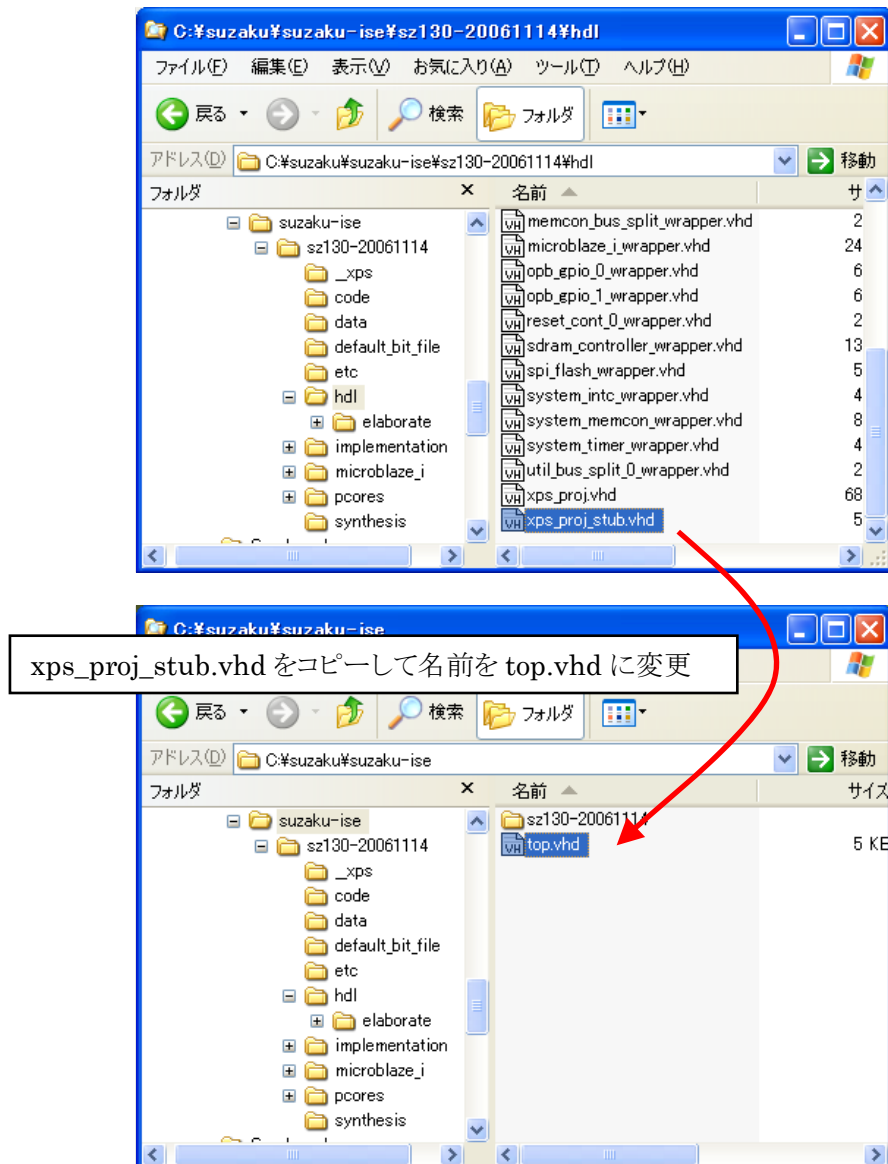 C:¥suzaku¥suzaku-ise¥sz130-20061114¥hdl
ファイル(F) 編集(E) 表示(V) お気に入り(A) ツール(T) ヘルプ(H)
戻る 検索 フォルダ
アドレス(D) C:¥suzaku¥suzaku-ise¥sz130-20061114¥hdl 移動
フォルダ × 名前 サ
suzaku-ise memcon_bus_split_wrapper.vhd 2
sz130-20061114 microblaze_i_wrapper.vhd 24
_xps opb_gpio_0_wrapper.vhd 6
code opb_gpio_1_wrapper.vhd 6
data reset_cont_0_wrapper.vhd 2
default_bit_file sdram_controller_wrapper.vhd 13
etc spi_flash_wrapper.vhd 5
hdl system_intc_wrapper.vhd 4
elaborate system_memcon_wrapper.vhd 8
implementation system_timer_wrapper.vhd 4
microblaze_i util_bus_split_0_wrapper.vhd 2
pcores xps_proj.vhd 68
synthesis xps_proj_stub.vhd 5
C:¥suzaku¥suzaku-ise
xps_proj_stub.vhd をコピーして名前を top.vhd に変更
戻る 検索 フォルダ
アドレス(D) C:¥suzaku¥suzaku-ise 移動
フォルダ × 名前 サイズ
suzaku-ise sz130-20061114
sz130-20061114 top.vhd 5 KB
_xps
code
data
default_bit_file
etc
hdl
elaborate
implementation
microblaze_i
pcores
synthesis